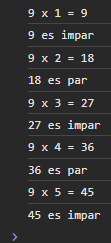 9 x 1 = 9
9 es impar
9 x 2 = 18
18 es par
9 x 3 = 27
27 es impar
9 x 4 = 36
36 es par
9 x 5 = 45
45 es impar